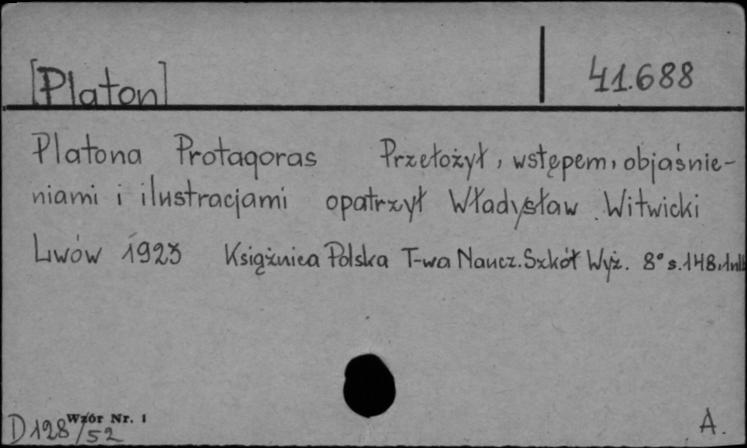 [Platon] 41.688
Platona Protagoras Przełożył, wstępem, objaśnie-
niami i ilustracjami opatrzył Władysław Witwicki
Lwów 1923 Książnica Polska T-wa Naucz. Szkół Wyż. 8° s.148,1nlb
Wzór Nr. 1
D128/52 A.